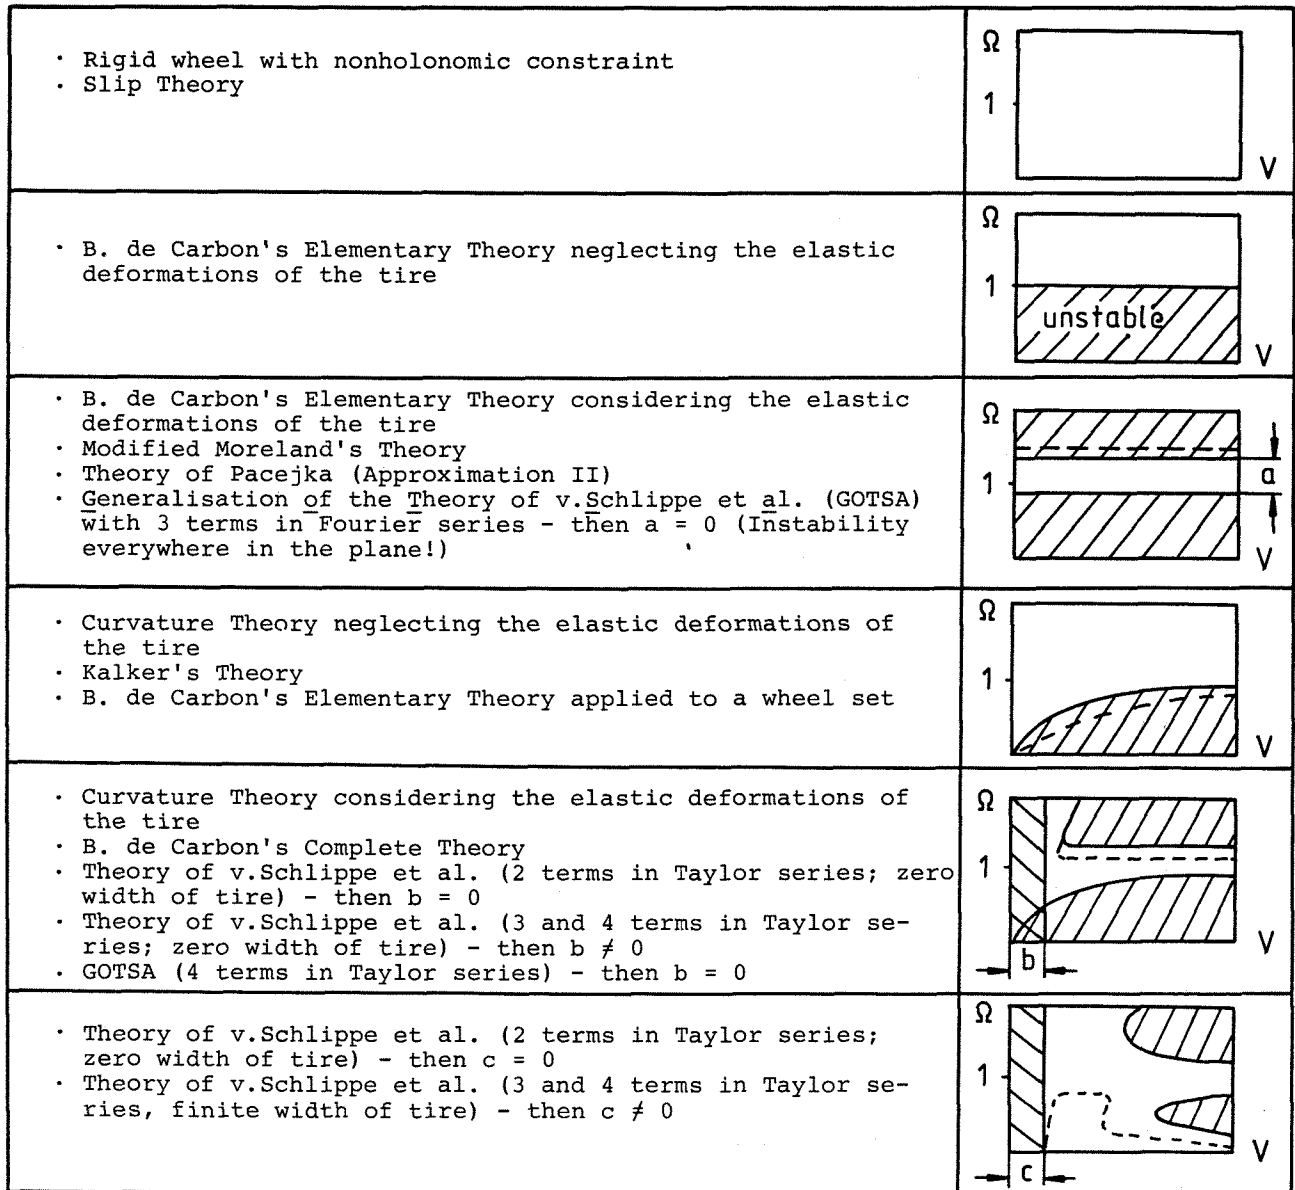 · Rigid wheel with nonholonomic constraint
· Slip Theory
Ω
1
V
· B. de Carbon's Elementary Theory neglecting the elastic
deformations of the tire
Ω
1
unstable
V
· B. de Carbon's Elementary Theory considering the elastic
deformations of the tire
· Modified Moreland's Theory
· Theory of Pacejka (Approximation II)
· Generalisation of the Theory of v.Schlippe et al. (GOTSA)
with 3 terms in Fourier series - then a = 0 (Instability
everywhere in the plane!)
Ω
1
a
V
· Curvature Theory neglecting the elastic deformations of
the tire
· Kalker's Theory
· B. de Carbon's Elementary Theory applied to a wheel set
Ω
1
V
· Curvature Theory considering the elastic deformations of
the tire
· B. de Carbon's Complete Theory
· Theory of v.Schlippe et al. (2 terms in Taylor series; zero
width of tire) - then b = 0
· Theory of v.Schlippe et al. (3 and 4 terms in Taylor se-
ries; zero width of tire) - then b ≠ 0
· GOTSA (4 terms in Taylor series) - then b = 0
Ω
1
V
b
· Theory of v.Schlippe et al. (2 terms in Taylor series;
zero width of tire) - then c = 0
· Theory of v.Schlippe et al. (3 and 4 terms in Taylor se-
ries, finite width of tire) - then c ≠ 0
Ω
1
V
c